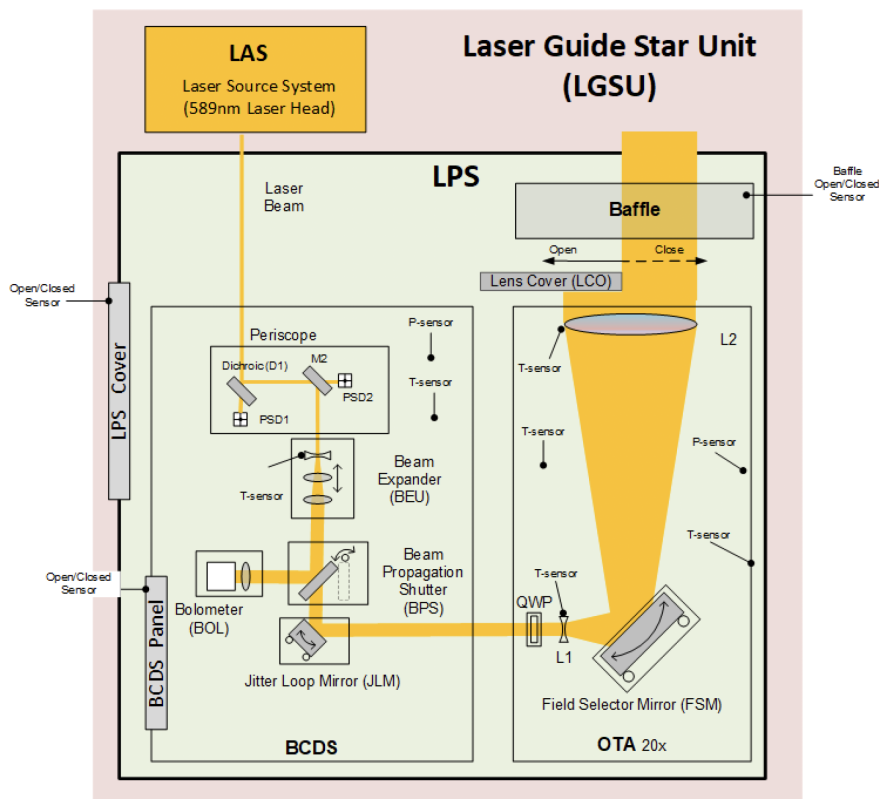 Laser Guide Star Unit
(LGSU)
LAS
Laser Source System
(589nm Laser Head)
LPS
Laser
Beam
Baffle
Open/Closed
Sensor
Baffle
Open
Close
Lens Cover (LCO)
Open/Closed
Sensor
LPS Cover
Periscope
P-sensor
T-sensor
Dichroic (D1)
M2
PSD1
PSD2
T-sensor
L2
T-sensor
P-sensor
T-sensor
Beam
Expander
(BEU)
T-sensor
Open/Closed
Sensor
BCDS Panel
Bolometer
(BOL)
Beam
Propagation
Shutter
(BPS)
T-sensor
QWP
L1
Jitter Loop Mirror (JLM)
Field Selector Mirror (FSM)
BCDS
OTA 20x